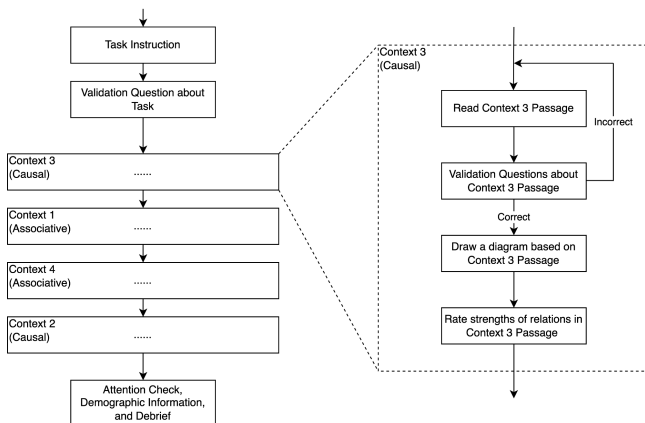 Task Instruction
Validation Question about
Task
Context 3
(Causal)
......
Context 1
(Associative)
......
Context 4
(Associative)
......
Context 2
(Causal)
......
Attention Check,
Demographic Information,
and Debrief
Context 3
(Causal)
Read Context 3 Passage
Incorrect
Validation Questions about
Context 3 Passage
Correct
Draw a diagram based on
Context 3 Passage
Rate strengths of relations in
Context 3 Passage